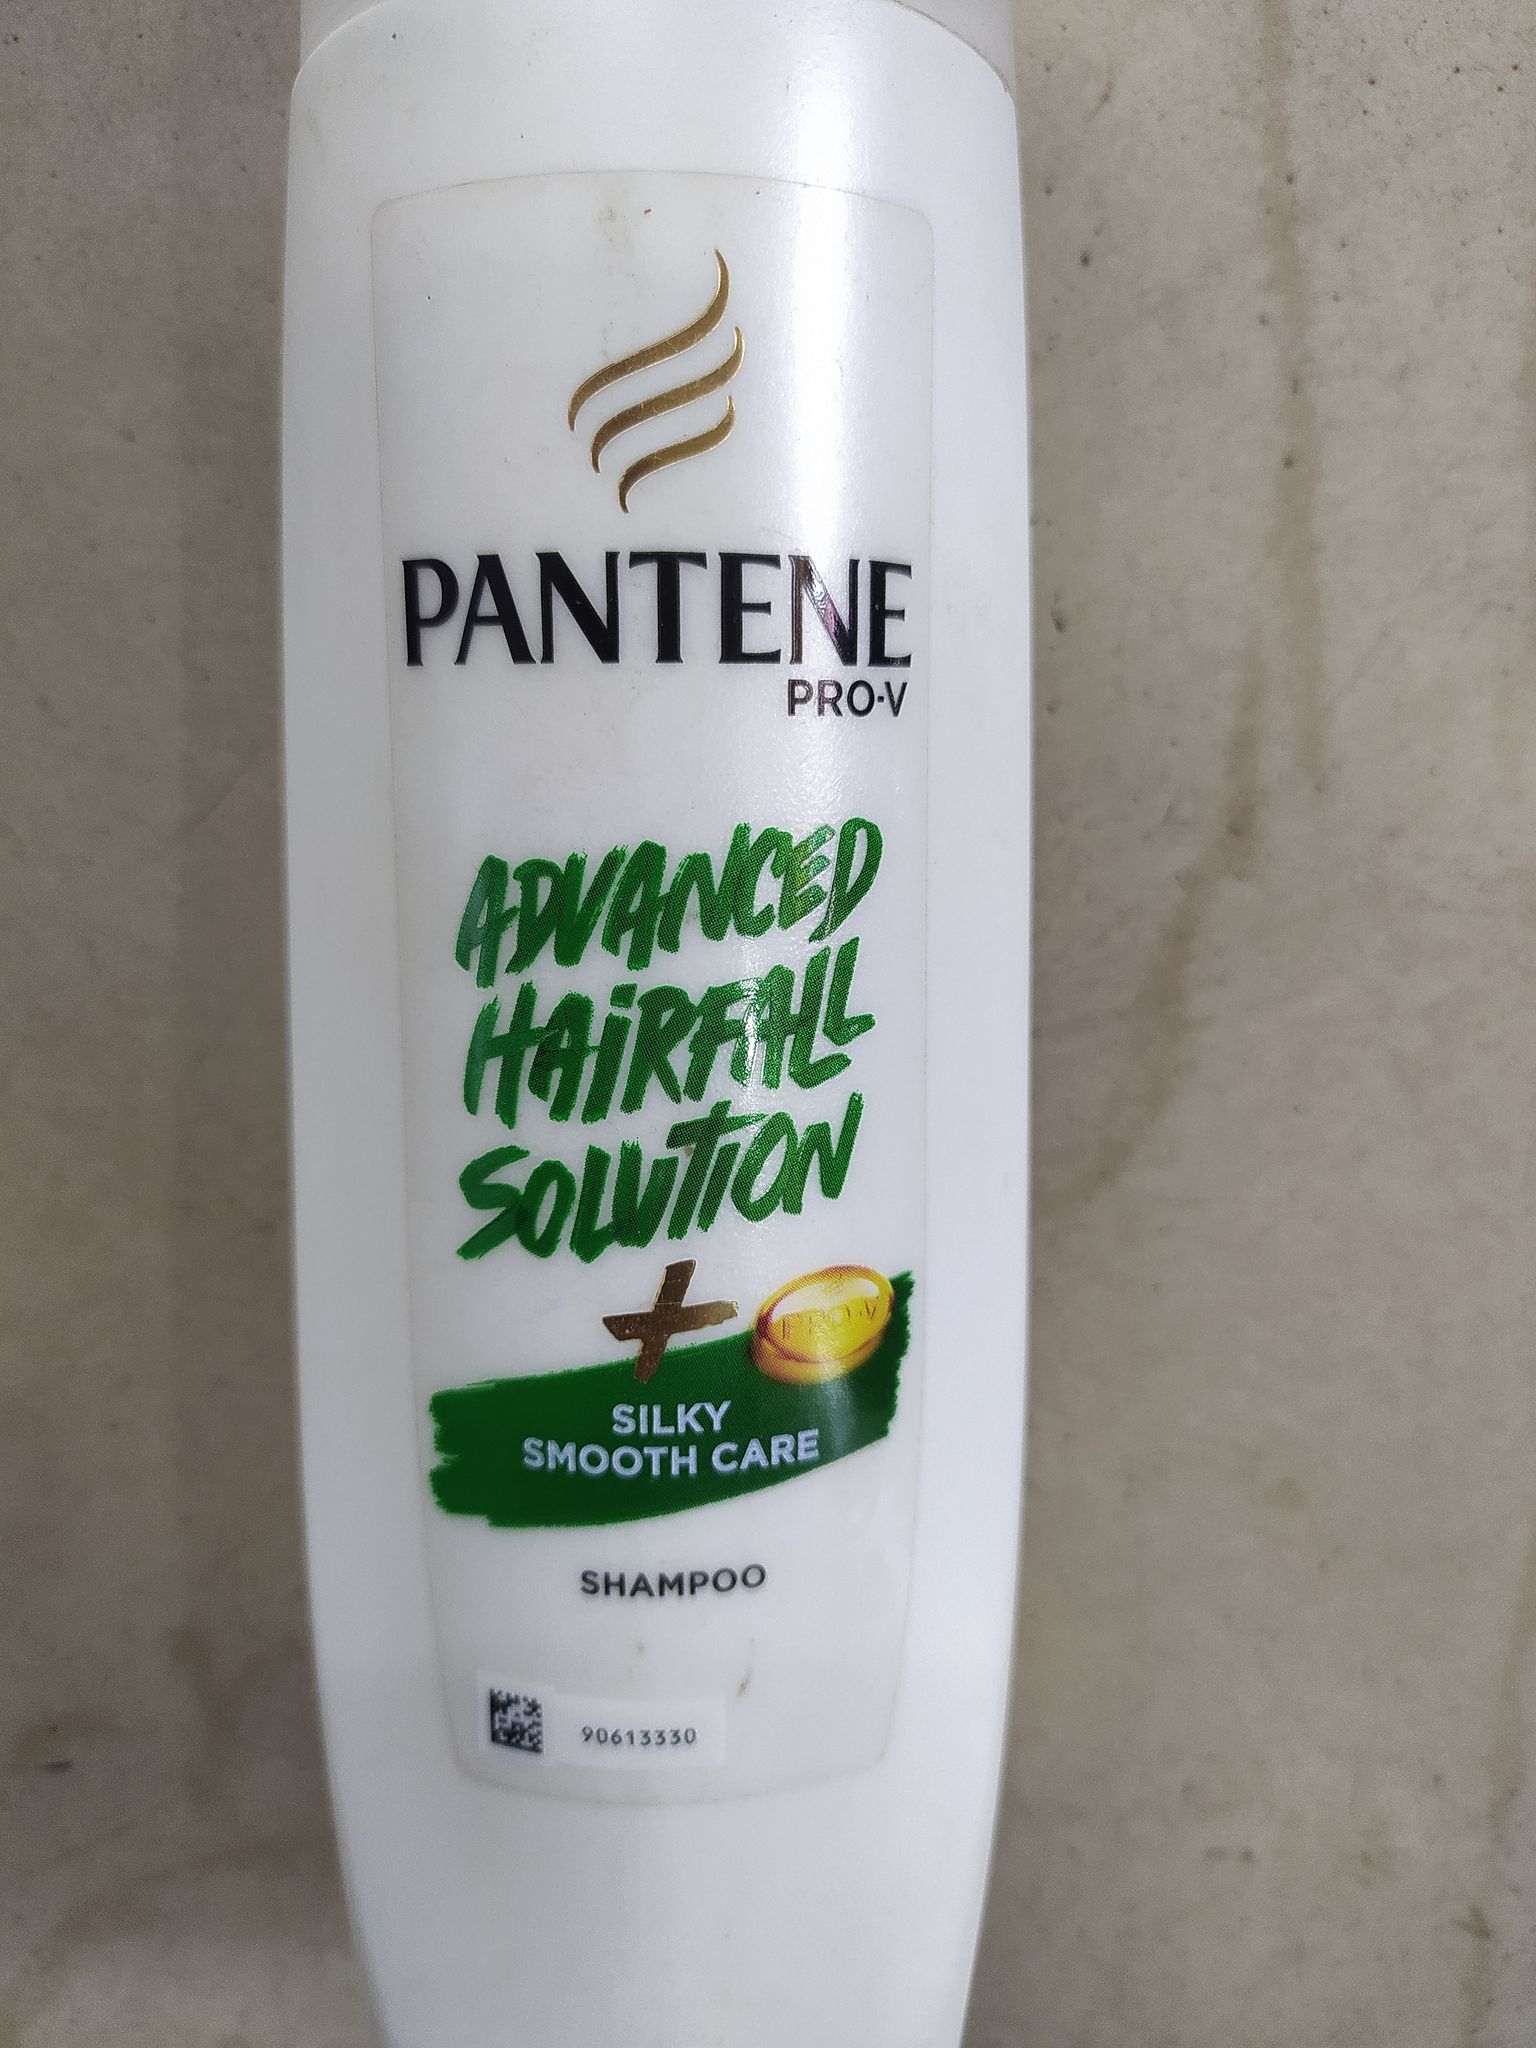 PANTENE
PRO-V
ADVANCED
HAIRFALL
SOLUTION
+
PRO-V
SILKY
SMOOTH CARE
SHAMPOO
90613330